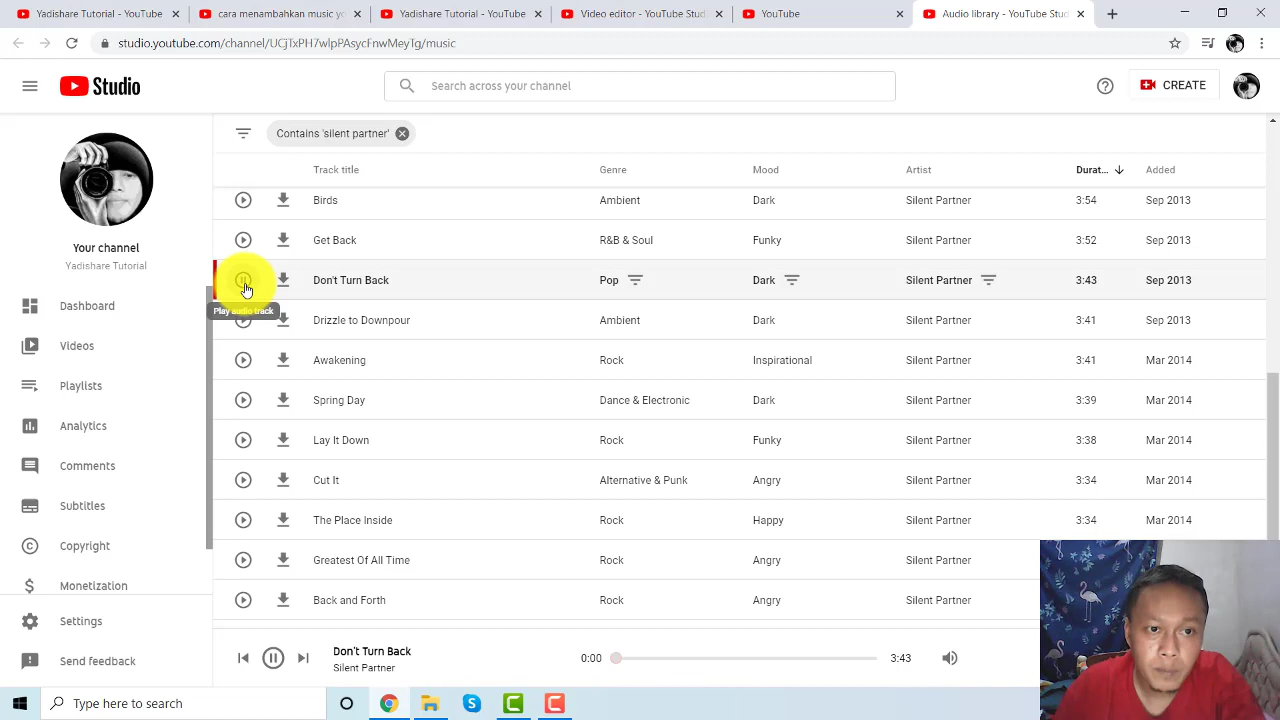 Yadishare Tutorial - YouTube
cara menambahkan music y
Yadishare Tutorial - YouTube
Video editor - YouTube Stud
YouTube
Audio library - YouTube Studio
studio.youtube.com/channel/UCJTxPH7wlpPAsycFnwMeyTg/music
Studio
Search across your channel
CREATE
Contains 'silent partner'
Track title Genre Mood Artist Durat... Added
Birds Ambient Dark Silent Partner 3:54 Sep 2013
Get Back R&B & Soul Funky Silent Partner 3:52 Sep 2013
Don't Turn Back Pop Dark Silent Partner 3:43 Sep 2013
Play audio track
Drizzle to Downpour Ambient Dark Silent Partner 3:41 Sep 2013
Awakening Rock Inspirational Silent Partner 3:41 Mar 2014
Spring Day Dance & Electronic Dark Silent Partner 3:39 Mar 2014
Lay It Down Rock Funky Silent Partner 3:38 Mar 2014
Cut It Alternative & Punk Angry Silent Partner 3:34 Mar 2014
The Place Inside Rock Happy Silent Partner 3:34 Mar 2014
Greatest Of All Time Rock Angry Silent Partner
Back and Forth Rock Angry Silent Partner
Your channel
Yadishare Tutorial
Dashboard
Videos
Playlists
Analytics
Comments
Subtitles
Copyright
Monetization
Settings
Send feedback
Don't Turn Back
Silent Partner
0:00
3:43
Type here to search